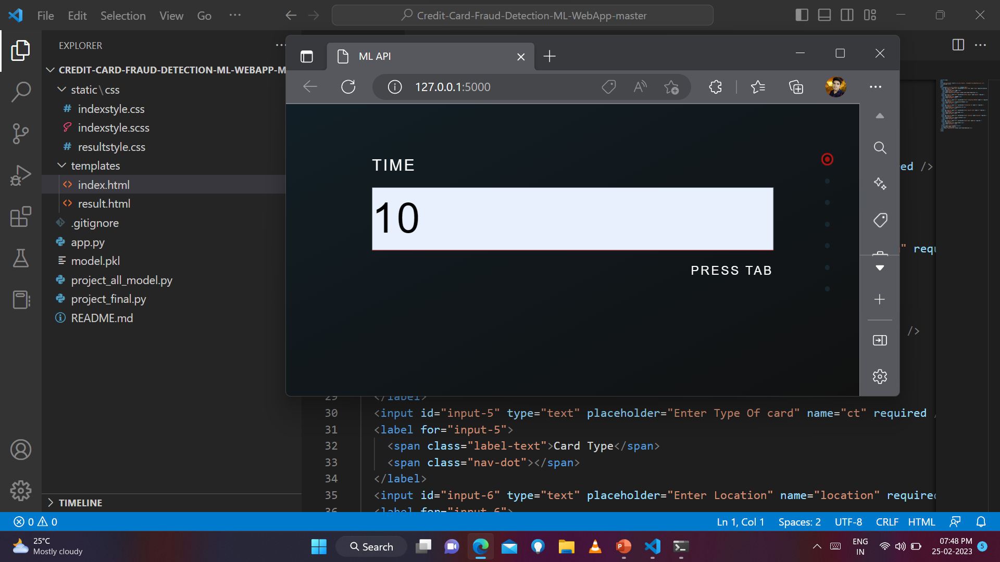 File Edit Selection View Go ···
Credit-Card-Fraud-Detection-ML-WebApp-master
EXPLORER ···
CREDIT-CARD-FRAUD-DETECTION-ML-WEBAPP-M
static\css
# indexstyle.css
indexstyle.scss
# resultstyle.css
templates
<> index.html
<> result.html
.gitignore
app.py
model.pkl
project_all_model.py
project_final.py
README.md
TIMELINE
ML API
127.0.0.1:5000
TIME
10
PRESS TAB
ed />
" requ
/>
29 </label>
30 <input id="input-5" type="text" placeholder="Enter Type Of card" name="ct" required /
31 <label for="input-5">
32 <span class="label-text">Card Type</span>
33 <span class="nav-dot"></span>
34 </label>
35 <input id="input-6" type="text" placeholder="Enter Location" name="location" required
36 <label for="input-6">
0 0
Ln 1, Col 1 Spaces: 2 UTF-8 CRLF HTML
25°C
Mostly cloudy
Search
ENG
IN
07:48 PM
25-02-2023
5